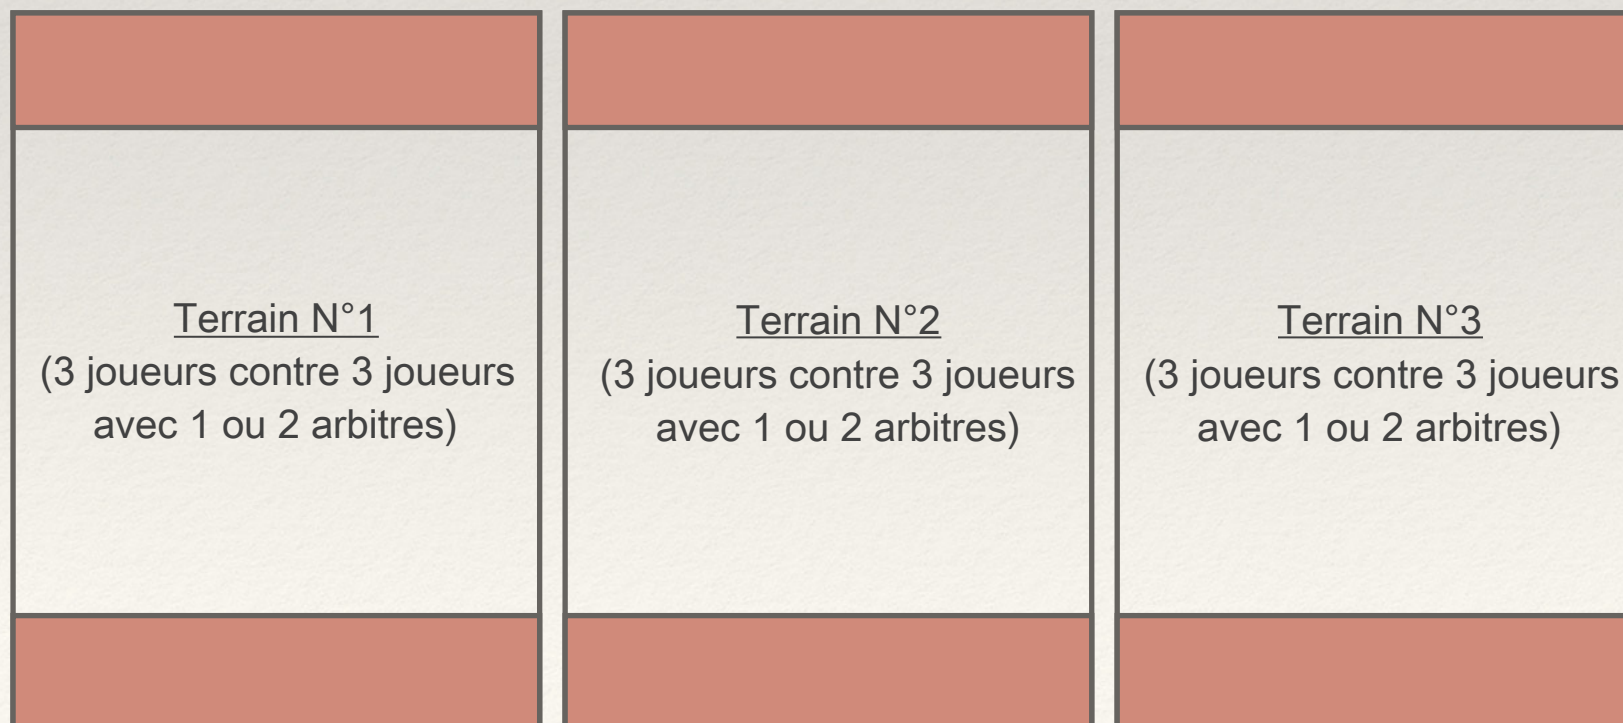 Terrain N°1
(3 joueurs contre 3 joueurs
avec 1 ou 2 arbitres)
Terrain N°2
(3 joueurs contre 3 joueurs
avec 1 ou 2 arbitres)
Terrain N°3
(3 joueurs contre 3 joueurs
avec 1 ou 2 arbitres)